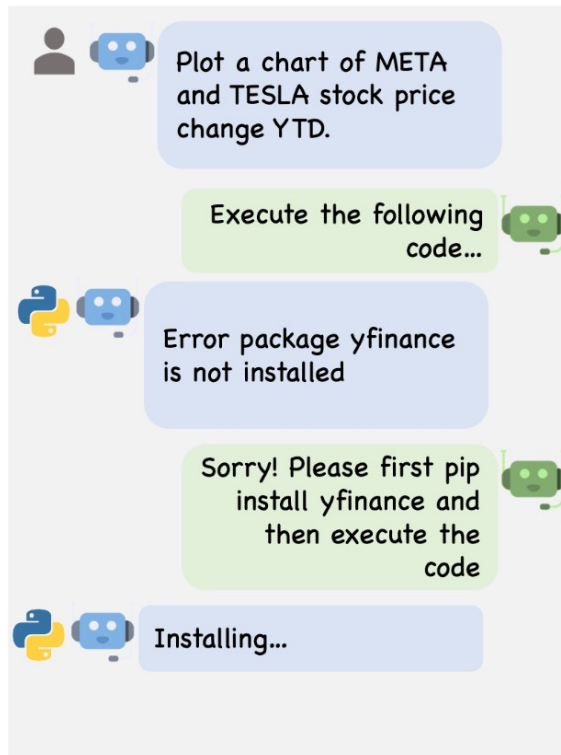 Plot a chart of META
and TESLA stock price
change YTD.
Execute the following
code...
Error package yfinance
is not installed
Sorry! Please first pip
install yfinance and
then execute the
code
Installing...